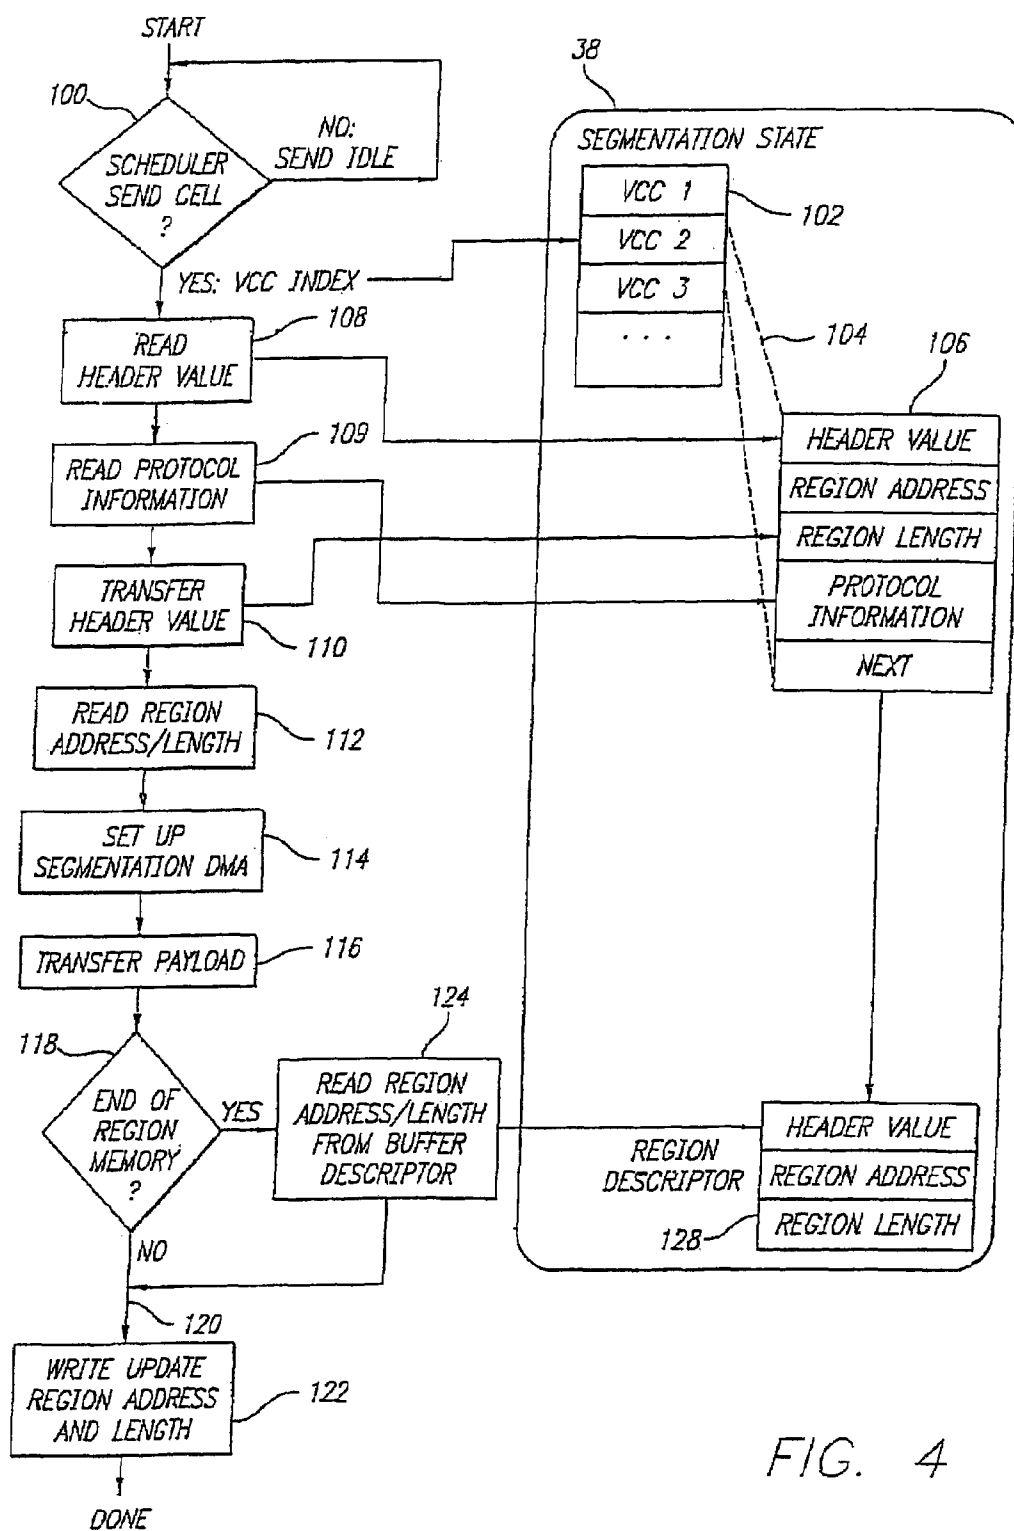 START
100
SCHEDULER
SEND CELL
?
NO:
SEND IDLE
YES: VCC INDEX
108
READ
HEADER VALUE
109
READ PROTOCOL
INFORMATION
TRANSFER
HEADER VALUE
110
READ REGION
ADDRESS/LENGTH
112
SET UP
SEGMENTATION DMA
114
TRANSFER PAYLOAD
116
118
END OF
REGION
MEMORY
?
YES
NO
124
READ REGION
ADDRESS/LENGTH
FROM BUFFER
DESCRIPTOR
120
WRITE UPDATE
REGION ADDRESS
AND LENGTH
122
DONE
38
SEGMENTATION STATE
VCC 1
VCC 2
VCC 3
. . .
102
104
106
HEADER VALUE
REGION ADDRESS
REGION LENGTH
PROTOCOL
INFORMATION
NEXT
REGION
DESCRIPTOR
HEADER VALUE
REGION ADDRESS
REGION LENGTH
128
FIG. 4